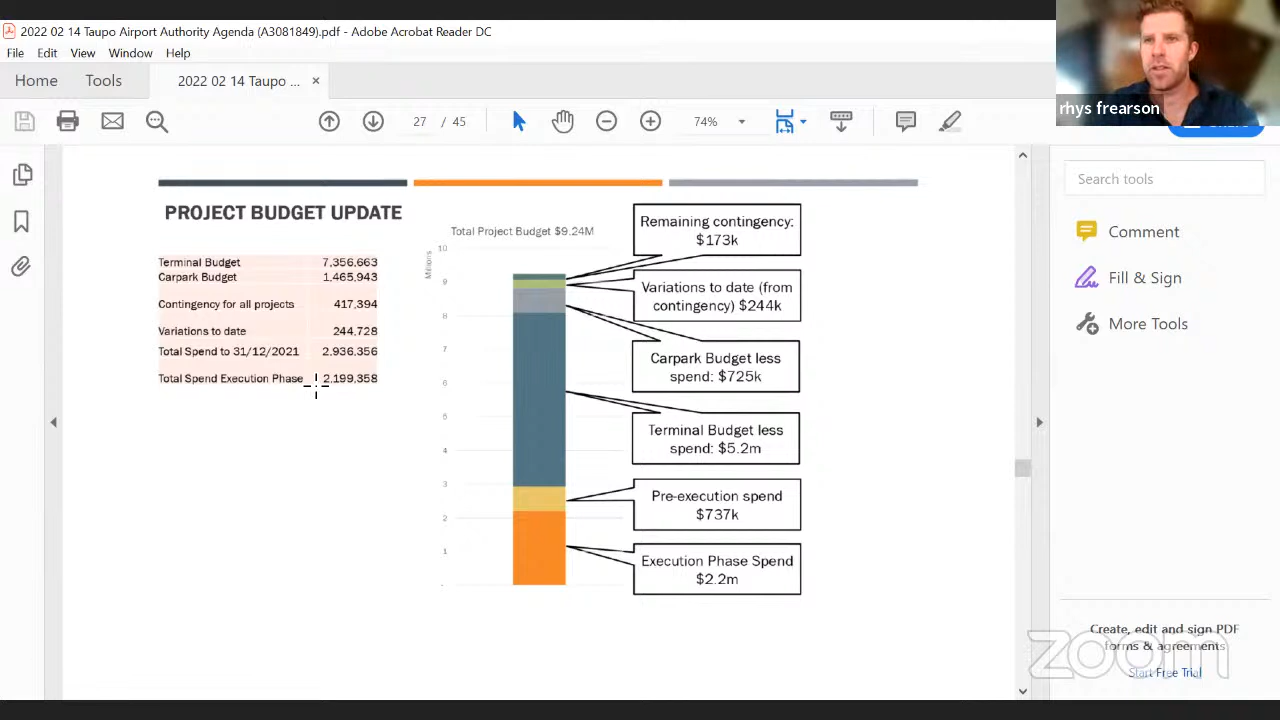 2022 02 14 Taupo Airport Authority Agenda (A3081849).pdf - Adobe Acrobat Reader DC
File Edit View Window Help
Home Tools 2022 02 14 Taupo ... ×
27 / 45 74%
rhys frearson
PROJECT BUDGET UPDATE
Terminal Budget 7,356,663
Carpark Budget 1,465,943
Contingency for all projects 417,394
Variations to date 244,728
Total Spend to 31/12/2021 2,936,356
Total Spend Execution Phase 2,199,358
Total Project Budget $9.24M
Millions
10
9
8
7
6
5
4
3
2
1
-
Remaining contingency:
$173k
Variations to date (from
contingency) $244k
Carpark Budget less
spend: $725k
Terminal Budget less
spend: $5.2m
Pre-execution spend
$737k
Execution Phase Spend
$2.2m
Search tools
Comment
Fill & Sign
More Tools
Create, edit and sign PDF
forms & agreements
Start Free Trial
zoom